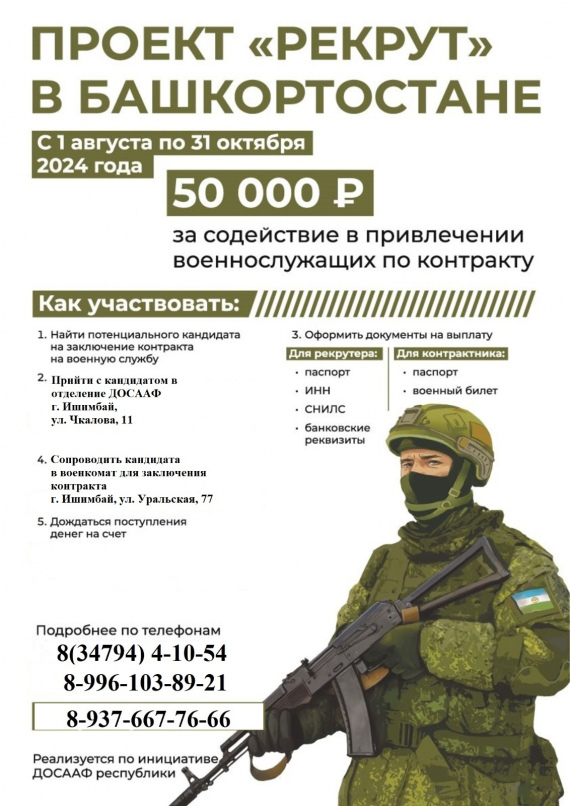 ПРОЕКТ «РЕКРУТ»
В БАШКОРТОСТАНЕ
С 1 августа по 31 октября
2024 года
50 000 ₽
за содействие в привлечении
военнослужащих по контракту
Как участвовать:
1. Найти потенциального кандидата
на заключение контракта
на военную службу
2. Прийти с кандидатом в
отделение ДОСААФ
г. Ишимбай,
ул. Чкалова, 11
3. Оформить документы на выплату
Для рекрутера:
• паспорт
• ИНН
• СНИЛС
• банковские
реквизиты
Для контрактника:
• паспорт
• военный билет
4. Сопроводить кандидата
в военкомат для заключения
контракта
г. Ишимбай, ул. Уральская, 77
5. Дождаться поступления
денег на счет
Подробнее по телефонам
8(34794) 4-10-54
8-996-103-89-21
8-937-667-76-66
Реализуется по инициативе
ДОСААФ республики